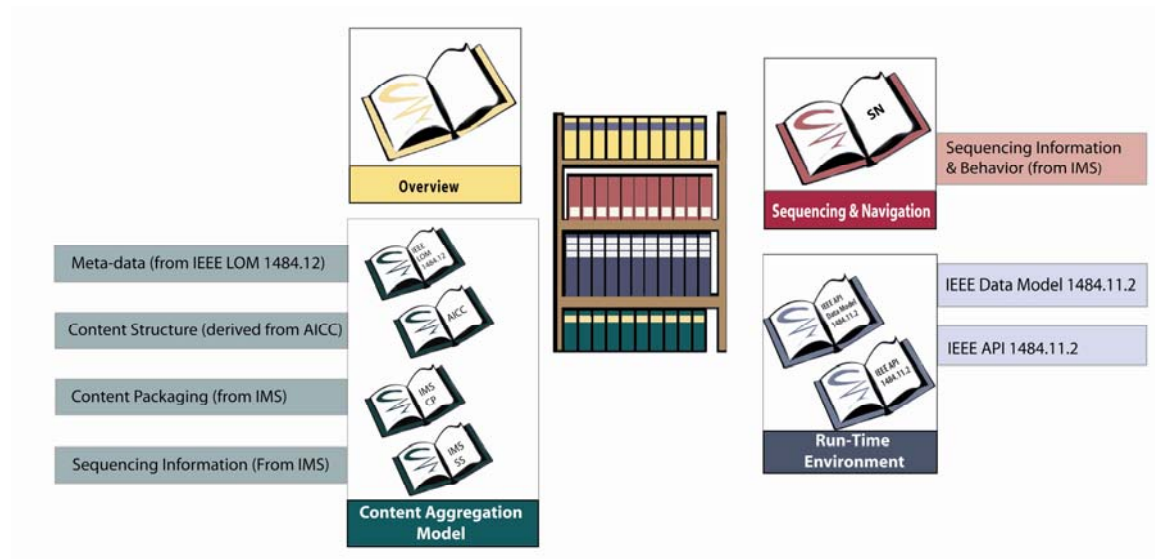 Overview
Meta-data (from IEEE LOM 1484.12)
Content Structure (derived from AICC)
Content Packaging (from IMS)
Sequencing Information (From IMS)
IEEE
LOM
1484.12
AICC
IMS
CP
IMS
SS
Content Aggregation
Model
SN
Sequencing & Navigation
Sequencing Information
& Behavior (from IMS)
IEEE API
Data Model
1484.11.2
IEEE API
1484.11.2
Run-Time
Environment
IEEE Data Model 1484.11.2
IEEE API 1484.11.2